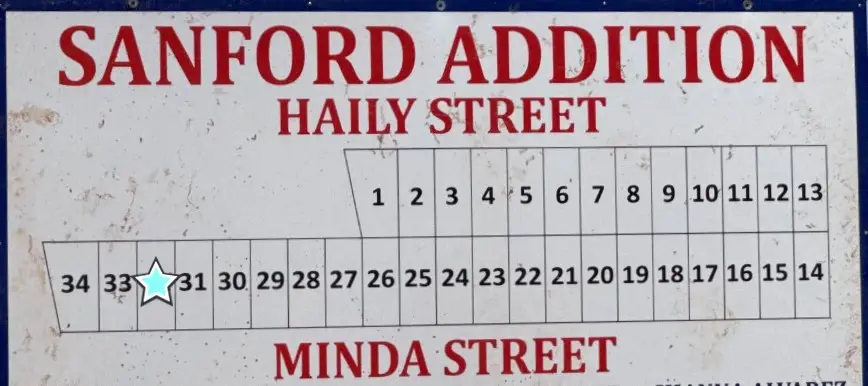 SANFORD ADDITION
HAILY STREET
1 2 3 4 5 6 7 8 9 10 11 12 13
34 33 31 30 29 28 27 26 25 24 23 22 21 20 19 18 17 16 15 14
MINDA STREET
ALVAREZ